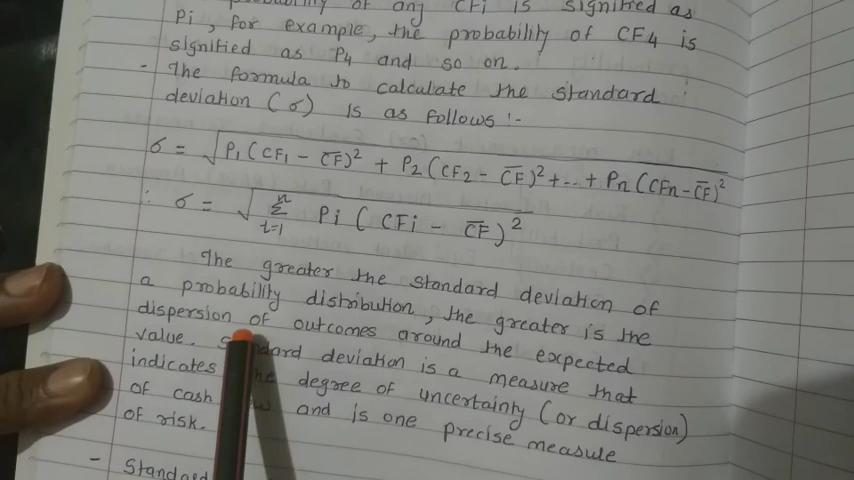 of any CFi is signified as
Pi, for example, the probability of CF4 is
signified as P4 and so on.
- The formula to calculate the standard
deviation (σ) is as follows :-
σ = √P1(CF1 - C̅F̅)² + P2(CF2 - C̅F̅)² + ... + Pn(CFn - C̅F̅)²
∴ σ = √ n Σ t=1 Pi (CFi - C̅F̅)²
The greater the standard deviation of
a probability distribution, the greater is the
dispersion of outcomes around the expected
value. deviation is a measure that
indicates degree of uncertainty (or dispersion)
of cash and is one precise measure
of risk.
- Standard